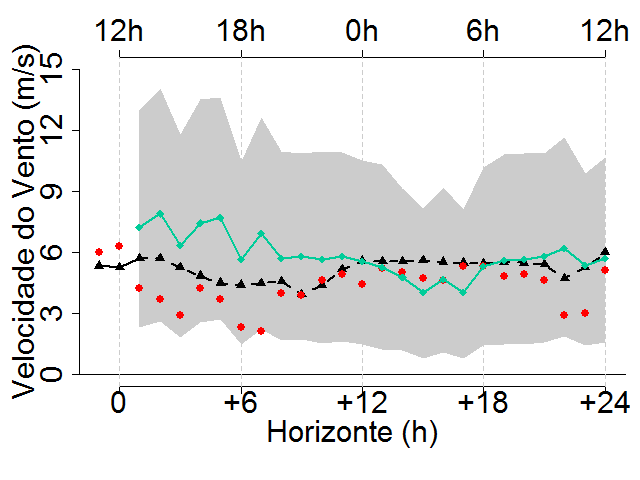 12h 18h 0h 6h 12h
Velocidade do Vento (m/s)
15
12
9
6
3
0
0 +6 +12 +18 +24
Horizonte (h)